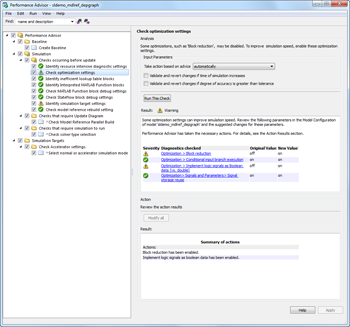 Performance Advisor - sldemo_mdlref_depgraph
File Edit Run View Help
Find: name and description
Performance Advisor
Baseline
Create Baseline
Simulation
Checks occurring before update
Identify resource intensive diagnostic settings
Check optimization settings
Identify inefficient lookup table blocks
Identify Interpreted MATLAB Function blocks
Check MATLAB Function block debug settings
Check Stateflow block debug settings
Identify simulation target settings
Check model reference rebuild setting
Checks that require Update Diagram
^Check Model Reference Parallel Build
Checks that require simulation to run
^Check solver type selection
Simulation Targets
Check Accelerator settings
^Select normal or accelerator simulation mode
Check optimization settings
Analysis
Some optimizations, such as 'Block reduction', may be disabled. To improve simulation speed, enable these optimization settings.
Input Parameters
Take action based on advice automatically
Validate and revert changes if time of simulation increases
Validate and revert changes if degree of accuracy is greater than tolerance
Run This Check
Result: Warning
Some optimization settings can improve simulation speed. Review the following parameters in the Model Configuration of model 'sldemo_mdlref_depgraph' and the suggested changes for these parameters.
Performance Advisor has taken the necessary actions. For details, see the Action Results section.
Severity Diagnostics checked Original Value New Value
Optimization > Block reduction off on
Optimization > Conditional input branch execution on on
Optimization > Implement logic signals as Boolean data (vs. double) off on
Optimization > Signals and Parameters > Signal storage reuse on on
Action
Review the action results
Modify all
Result:
Summary of actions
Actions
Block reduction has been enabled.
Implement logic signals as boolean data has been enabled.
Help Apply